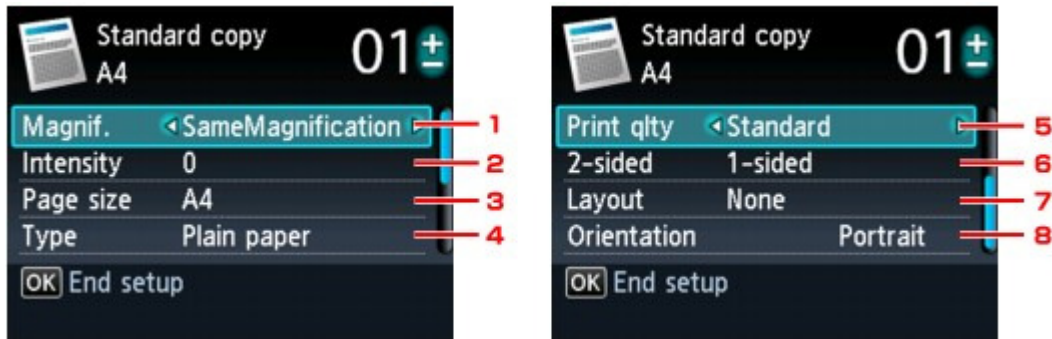 Standard copy
A4
01 ±
Magnif. SameMagnification 1
Intensity 0 2
Page size A4 3
Type Plain paper 4
OK End setup
Standard copy
A4
01 ±
Print qlty Standard 5
2-sided 1-sided 6
Layout None 7
Orientation Portrait 8
OK End setup